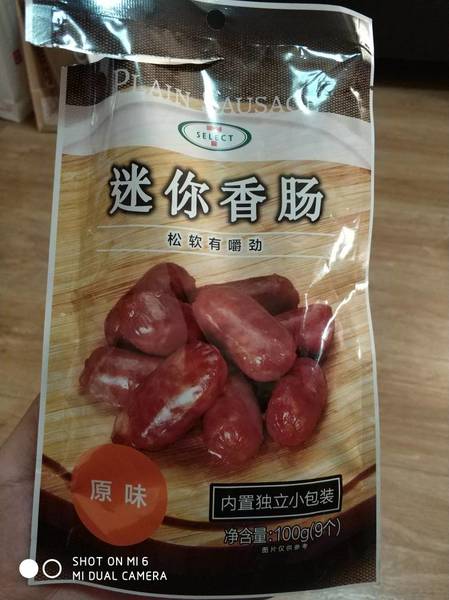 PLAIN SAUSAGE
SELECT
迷你香肠
松软有嚼劲
原味
内置独立小包装
净含量:100g(9个)
图片仅供参考
SHOT ON MI 6
MI DUAL CAMERA